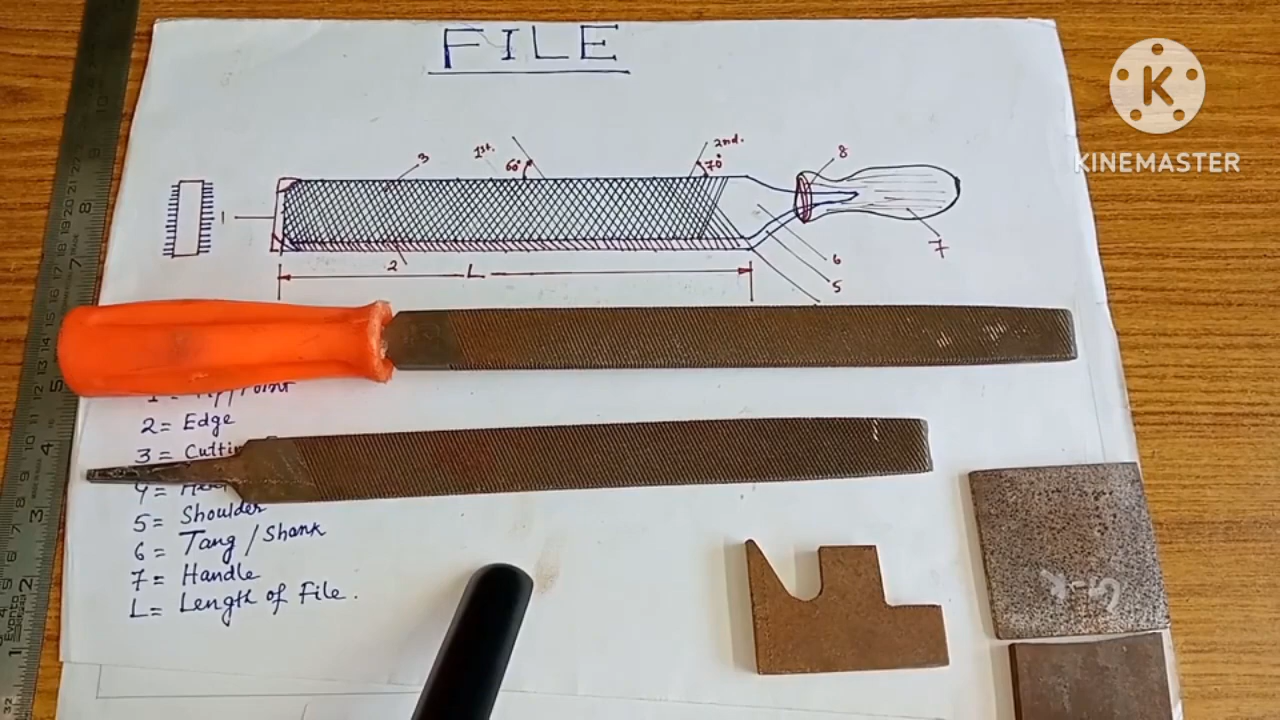 FILE
K
KINEMASTER
1st.
60°
2nd.
70°
3
8
1
7
2
L
6
5
2= Edge
3 =
5= Shoulder
6 = Tang / Shank
7= Handle
L= Length of File.